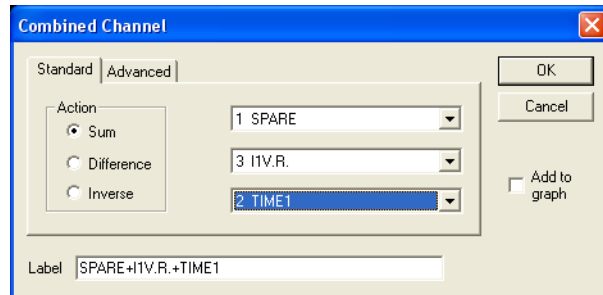 Combined Channel
Standard Advanced
OK
Cancel
Action
Sum
Difference
Inverse
1 SPARE
3 I1V.R.
2 TIME1
Add to
graph
Label SPARE+I1V.R.+TIME1